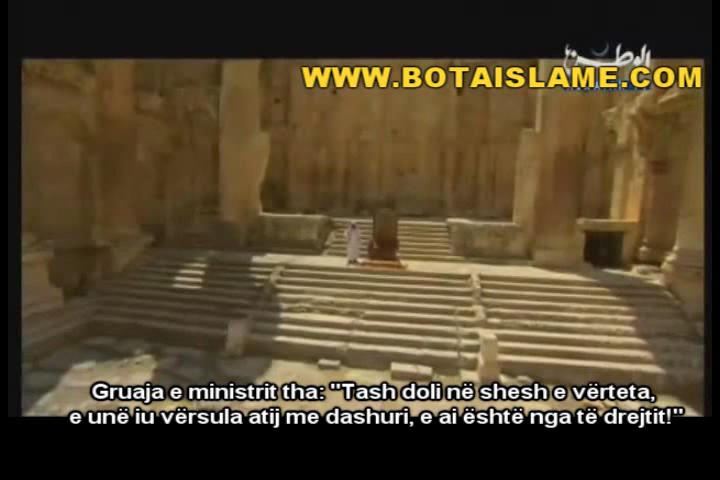 الوطن
WWW.BOTAISLAME.COM
Gruaja e ministrit tha: "Tash doli në shesh e vërteta,
e unë iu vërsula atij me dashuri, e ai është nga të drejtit!"